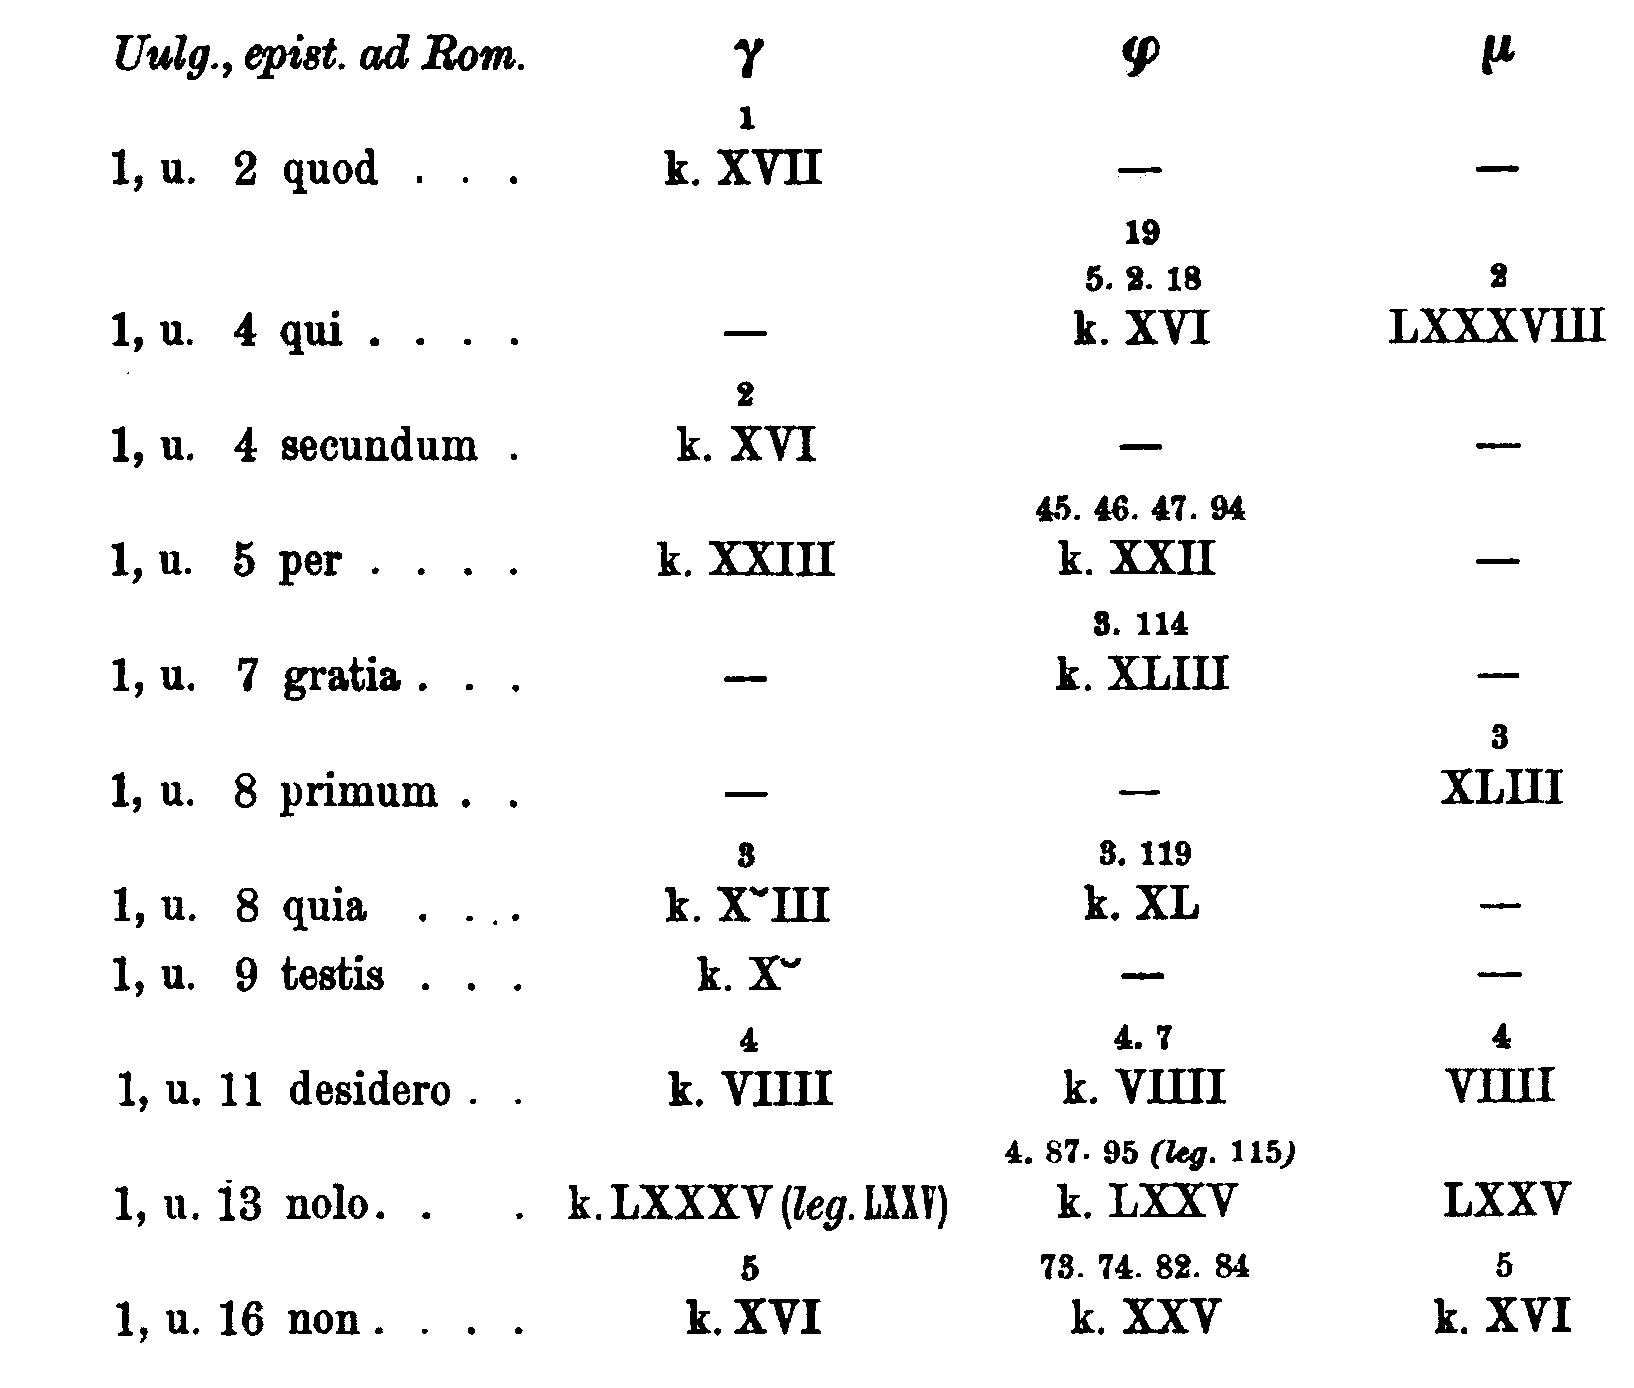 Uulg., epist. ad Rom. γ φ μ
1
1, u. 2 quod . . . k. XVII — —
19
5. 2. 18 2
1, u. 4 qui . . . . — k. XVI LXXXVIII
2
1, u. 4 secundum . k. XVI — —
45. 46. 47. 94
1, u. 5 per . . . . k. XXIII k. XXII —
3. 114
1, u. 7 gratia . . . — k. XLIII —
3
1, u. 8 primum . . — — XLIII
3 3. 119
1, u. 8 quia . . . k. X˘III k. XL —
1, u. 9 testis . . . k. X˘ — —
4 4. 7 4
1, u. 11 desidero . . k. VIIII k. VIIII VIIII
4. 87. 95 (leg. 115)
1, u. 13 nolo . . . k. LXXXV (leg. LXXV) k. LXXV LXXV
5 73. 74. 82. 84 5
1, u. 16 non . . . . k. XVI k. XXV k. XVI